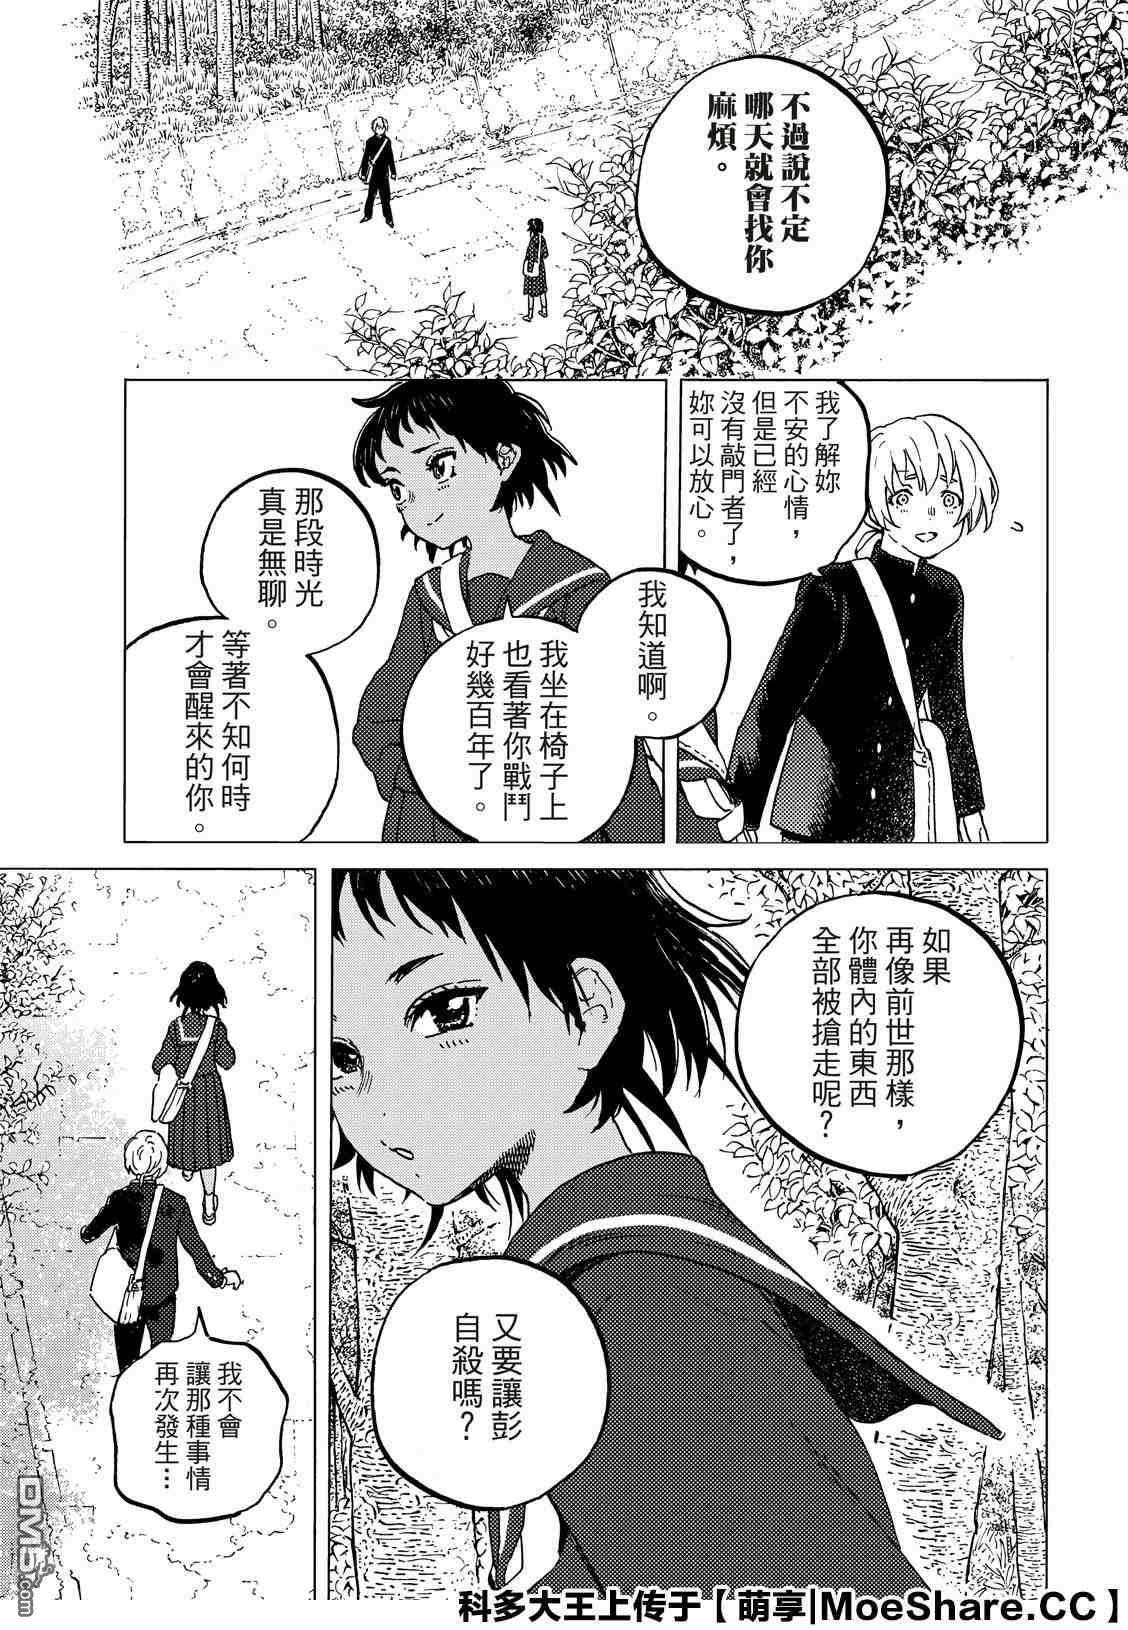 不過說不定
哪天就會找你
麻煩。
我了解妳
不安的心情，
但是已經
沒有敲門者了，
妳可以放心。
我知道啊。
我坐在椅子上
也看著你戰鬥
好幾百年了。
那段時光
真是無聊。
等著不知何時
才會醒來的你。
如果
再像前世那樣，
你體內的東西
全部被搶走呢？
又要讓彭
自殺嗎？
我不會
讓那種事情
再次發生…
DM5.com
科多大王上传于【萌享|MoeShare.CC】